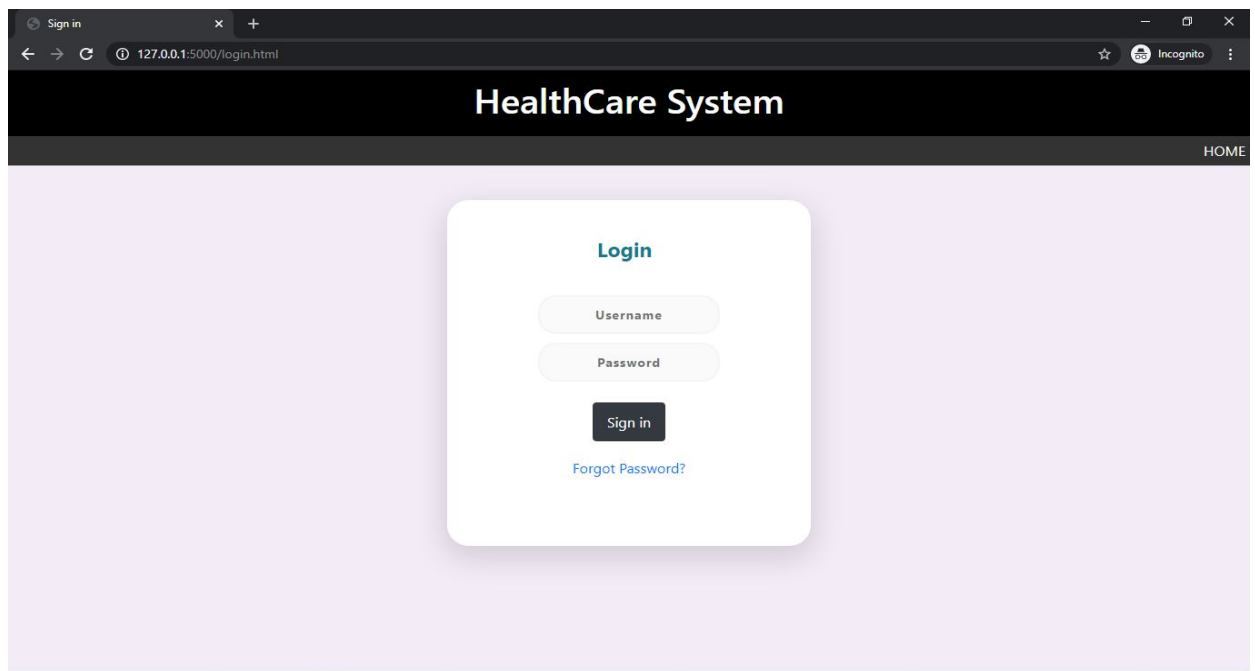 Sign in
127.0.0.1:5000/login.html
Incognito
HealthCare System
HOME
Login
Username
Password
Sign in
Forgot Password?